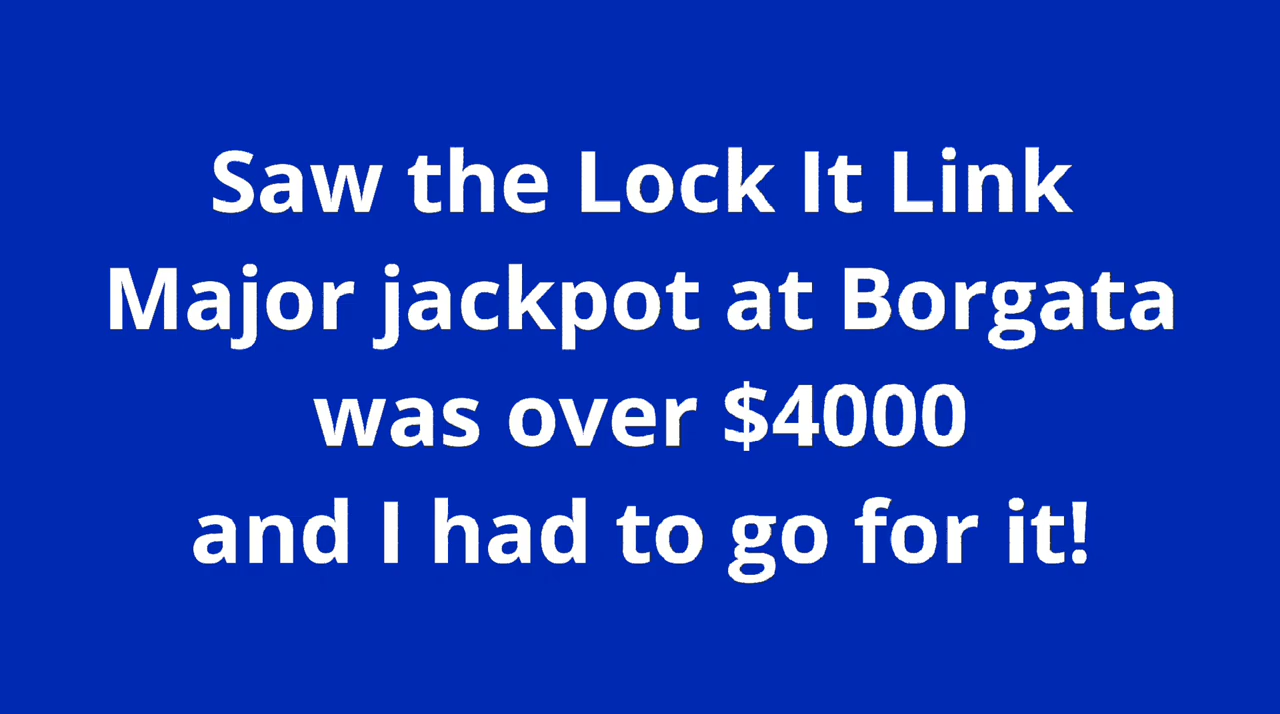 Saw the Lock It Link
Major jackpot at Borgata
was over $4000
and I had to go for it!